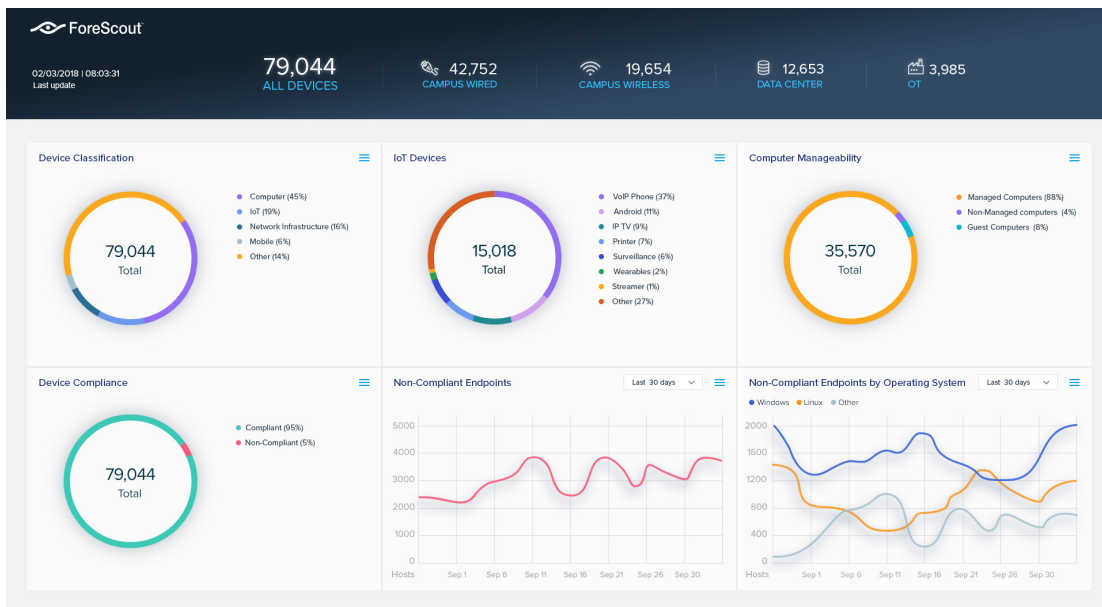 ForeScout
02/03/2018 | 08:03:31
Last update
79,044
ALL DEVICES
42,752
CAMPUS WIRED
19,654
CAMPUS WIRELESS
12,653
DATA CENTER
3,985
OT
Device Classification
79,044
Total
Computer (45%)
IoT (19%)
Network Infrastructure (16%)
Mobile (6%)
Other (14%)
IoT Devices
15,018
Total
VoIP Phone (37%)
Android (11%)
IP TV (9%)
Printer (7%)
Surveillance (6%)
Wearables (2%)
Streamer (1%)
Other (27%)
Computer Manageability
35,570
Total
Managed Computers (88%)
Non-Managed computers (4%)
Guest Computers (8%)
Device Compliance
79,044
Total
Compliant (95%)
Non-Compliant (5%)
Non-Compliant Endpoints
Last 30 days
5000
4000
3000
2000
1000
0
Hosts Sep 1 Sep 6 Sep 11 Sep 16 Sep 21 Sep 26 Sep 30
Non-Compliant Endpoints by Operating System
Last 30 days
Windows Linux Other
2000
1600
1200
800
400
0
Hosts Sep 1 Sep 6 Sep 11 Sep 16 Sep 21 Sep 26 Sep 30